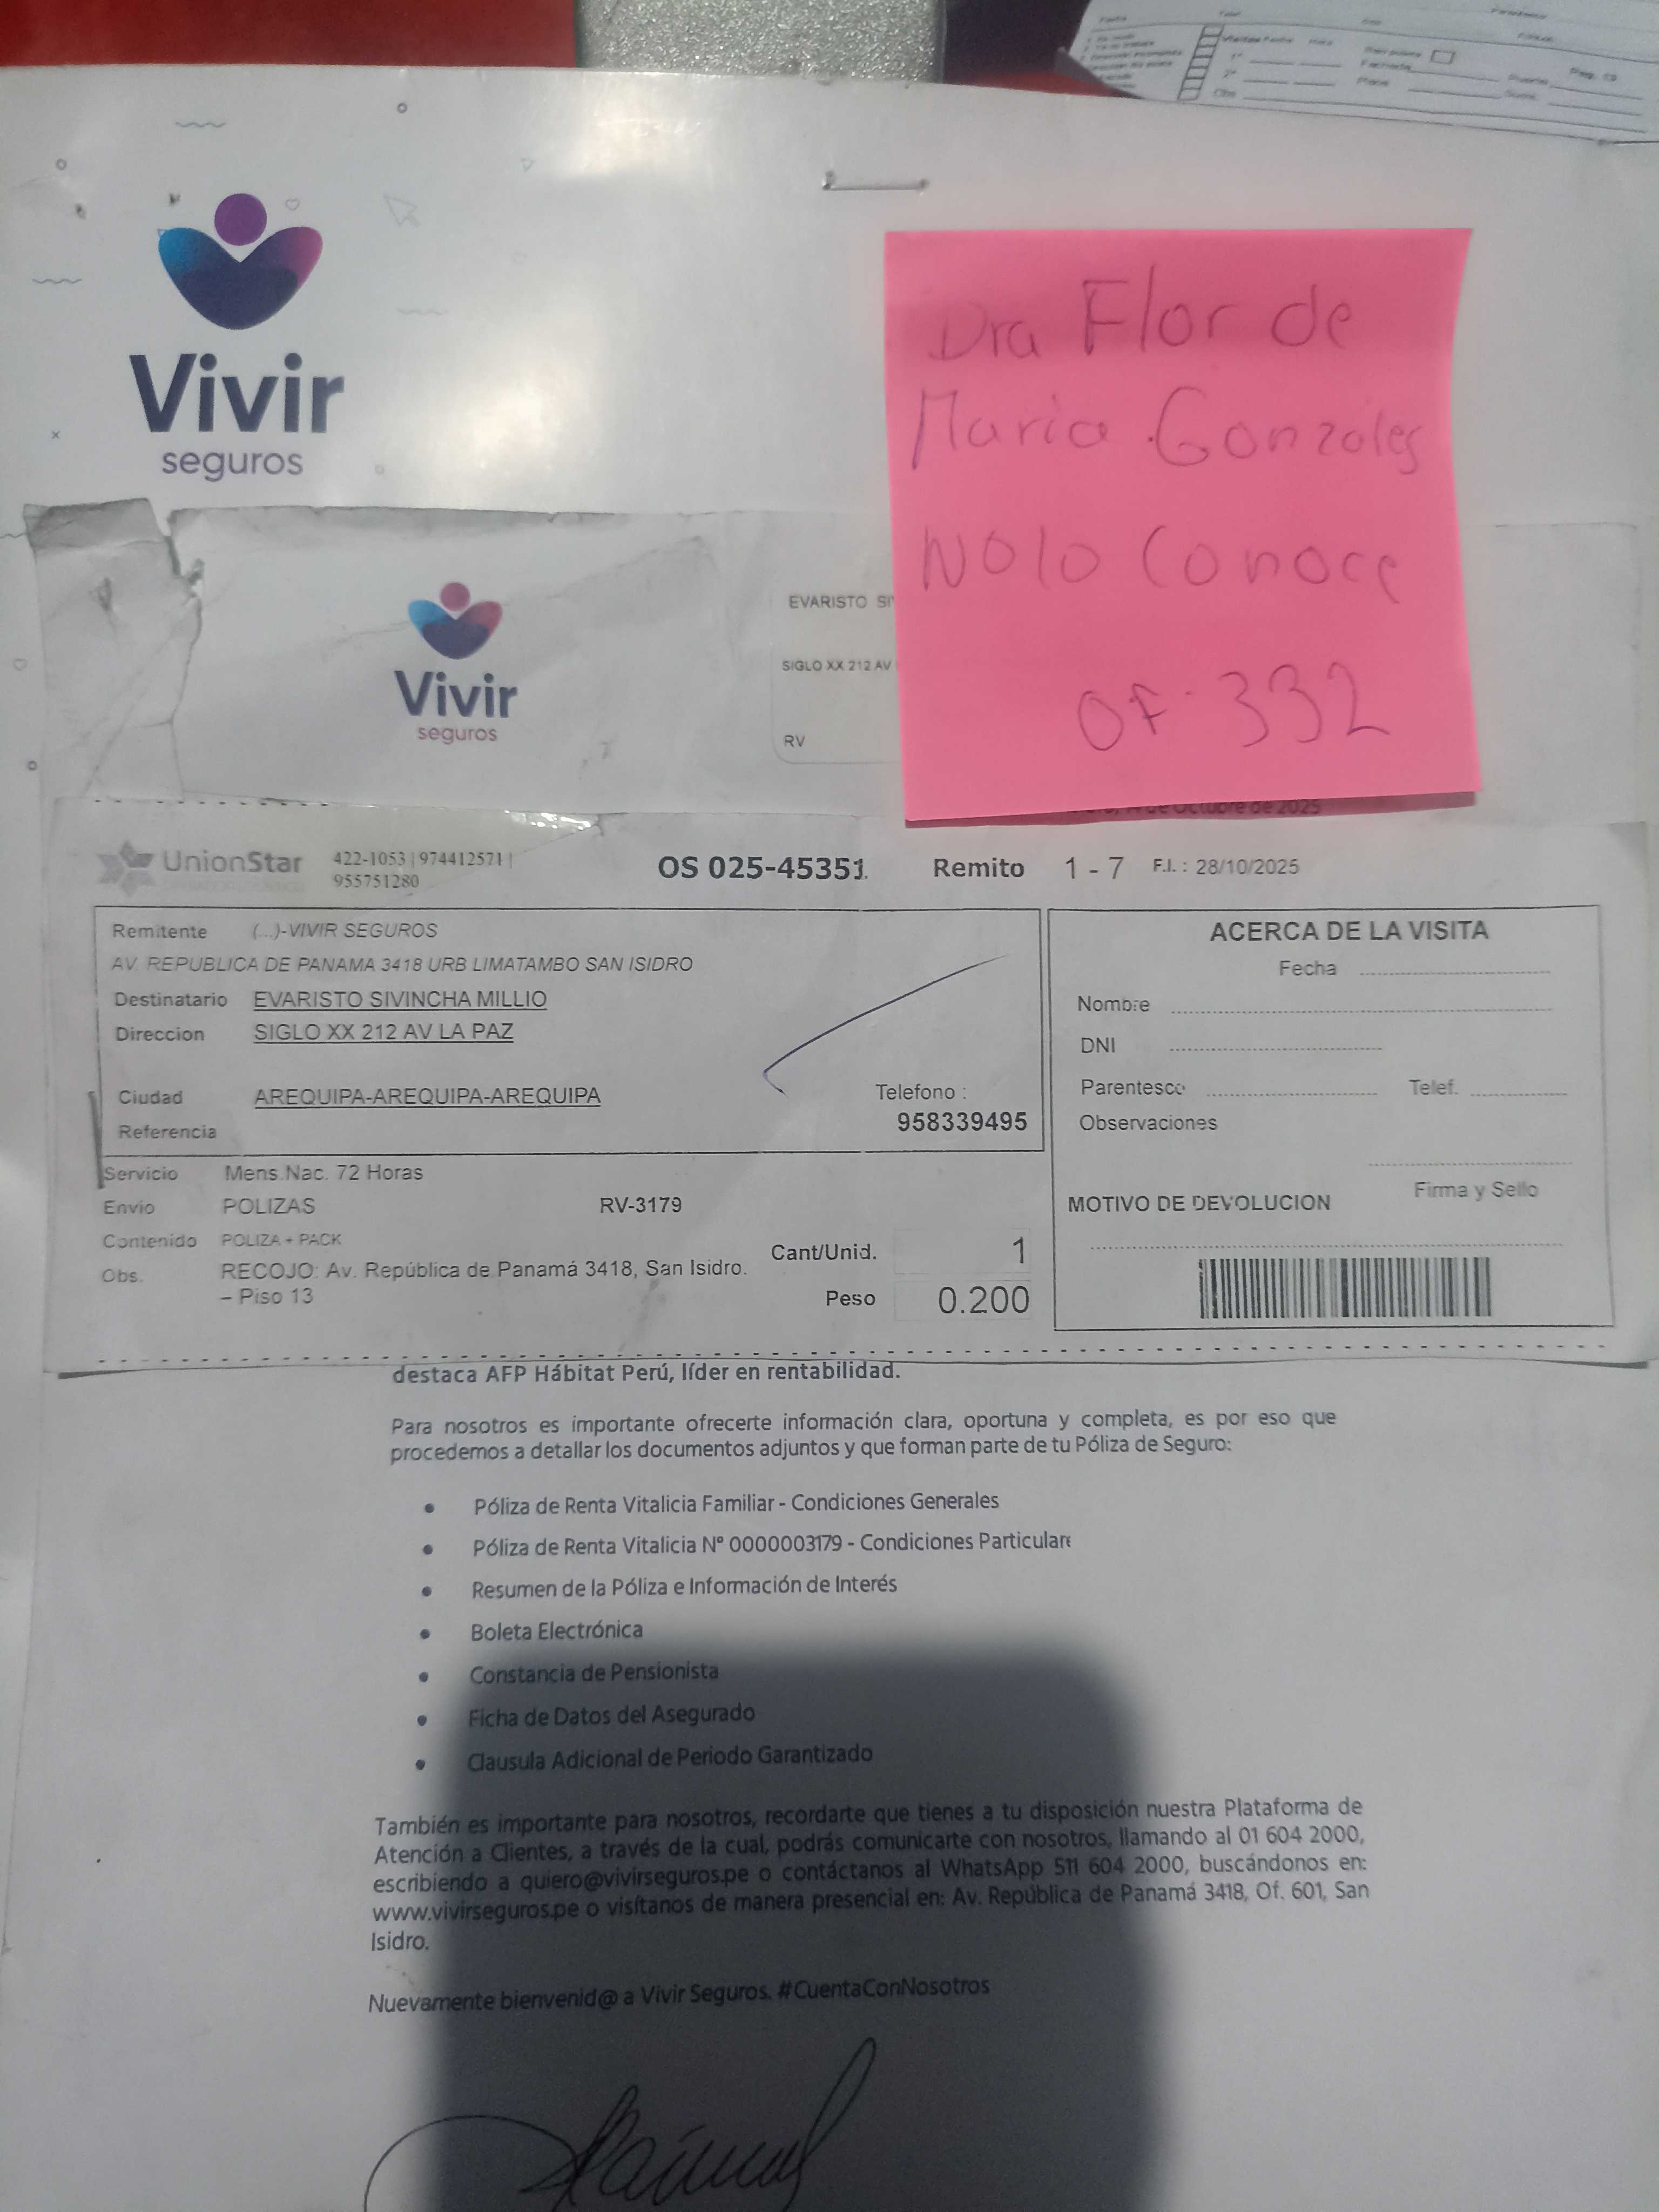 Vivir
seguros
Dra Flor de
Maria Gonzales
NOlo Conoce
OF. 332
Vivir
seguros
EVARISTO
SIGLO XX 212 AV
RV
de Octubre de 2025
UnionStar
422-1053 | 974412571 |
955751280
OS 025-45351
Remito 1 - 7 F.I. : 28/10/2025
Remitente (...)-VIVIR SEGUROS
AV. REPUBLICA DE PANAMA 3418 URB LIMATAMBO SAN ISIDRO
Destinatario EVARISTO SIVINCHA MILLIO
Direccion SIGLO XX 212 AV LA PAZ
Ciudad AREQUIPA-AREQUIPA-AREQUIPA
Telefono :
958339495
Referencia
Servicio Mens.Nac. 72 Horas
Envio POLIZAS RV-3179
Contenido POLIZA + PACK
Cant/Unid. 1
Obs. RECOJO: Av. República de Panamá 3418, San Isidro.
– Piso 13
Peso 0.200
ACERCA DE LA VISITA
Fecha
Nombre
DNI
Parentesco Telef.
Observaciones
Firma y Sello
MOTIVO DE DEVOLUCION
destaca AFP Hábitat Perú, líder en rentabilidad.
Para nosotros es importante ofrecerte información clara, oportuna y completa, es por eso que
procedemos a detallar los documentos adjuntos y que forman parte de tu Póliza de Seguro:
• Póliza de Renta Vitalicia Familiar - Condiciones Generales
• Póliza de Renta Vitalicia N° 0000003179 - Condiciones Particulare
• Resumen de la Póliza e Información de Interés
• Boleta Electrónica
• Constancia de Pensionista
• Ficha de Datos del Asegurado
• Clausula Adicional de Periodo Garantizado
También es importante para nosotros, recordarte que tienes a tu disposición nuestra Plataforma de
Atención a Clientes, a través de la cual, podrás comunicarte con nosotros, llamando al 01 604 2000,
escribiendo a quiero@vivirseguros.pe o contáctanos al WhatsApp 511 604 2000, buscándonos en:
www.vivirseguros.pe o visítanos de manera presencial en: Av. República de Panamá 3418, Of. 601, San
Isidro.
Nuevamente bienvenid@ a Vivir Seguros. #CuentaConNosotros